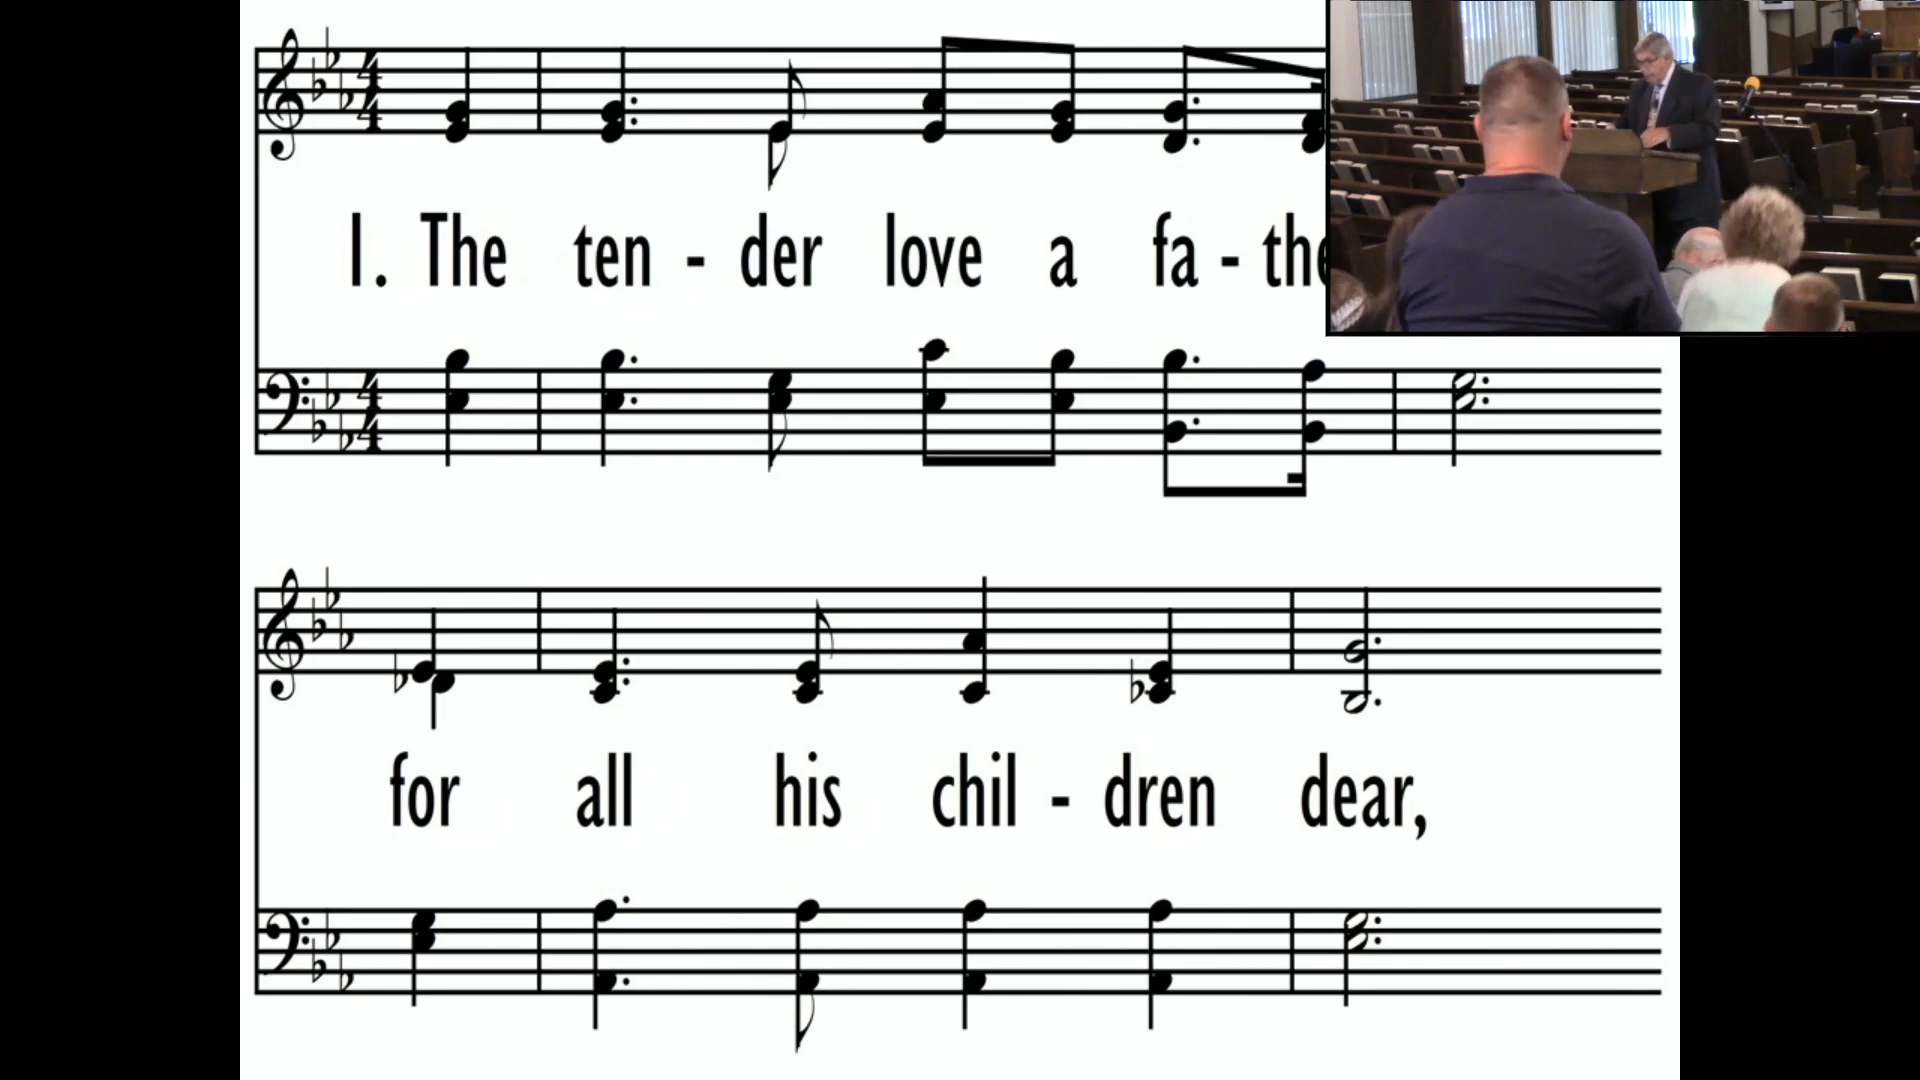 1. The ten - der love a fa - the
for all his chil - dren dear,